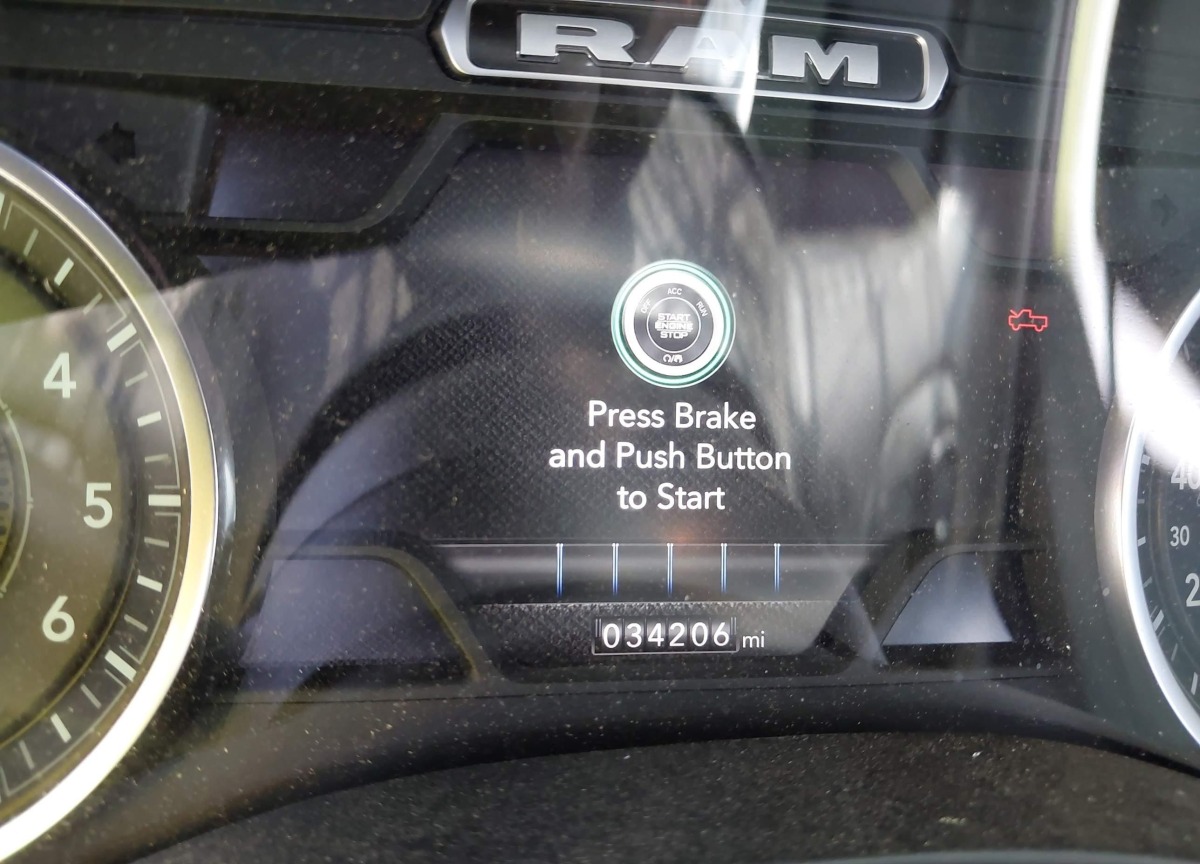 RAM
ACC
OFF
RUN
START
ENGINE
STOP
4
Press Brake
and Push Button
to Start
5
30
6
034206 mi